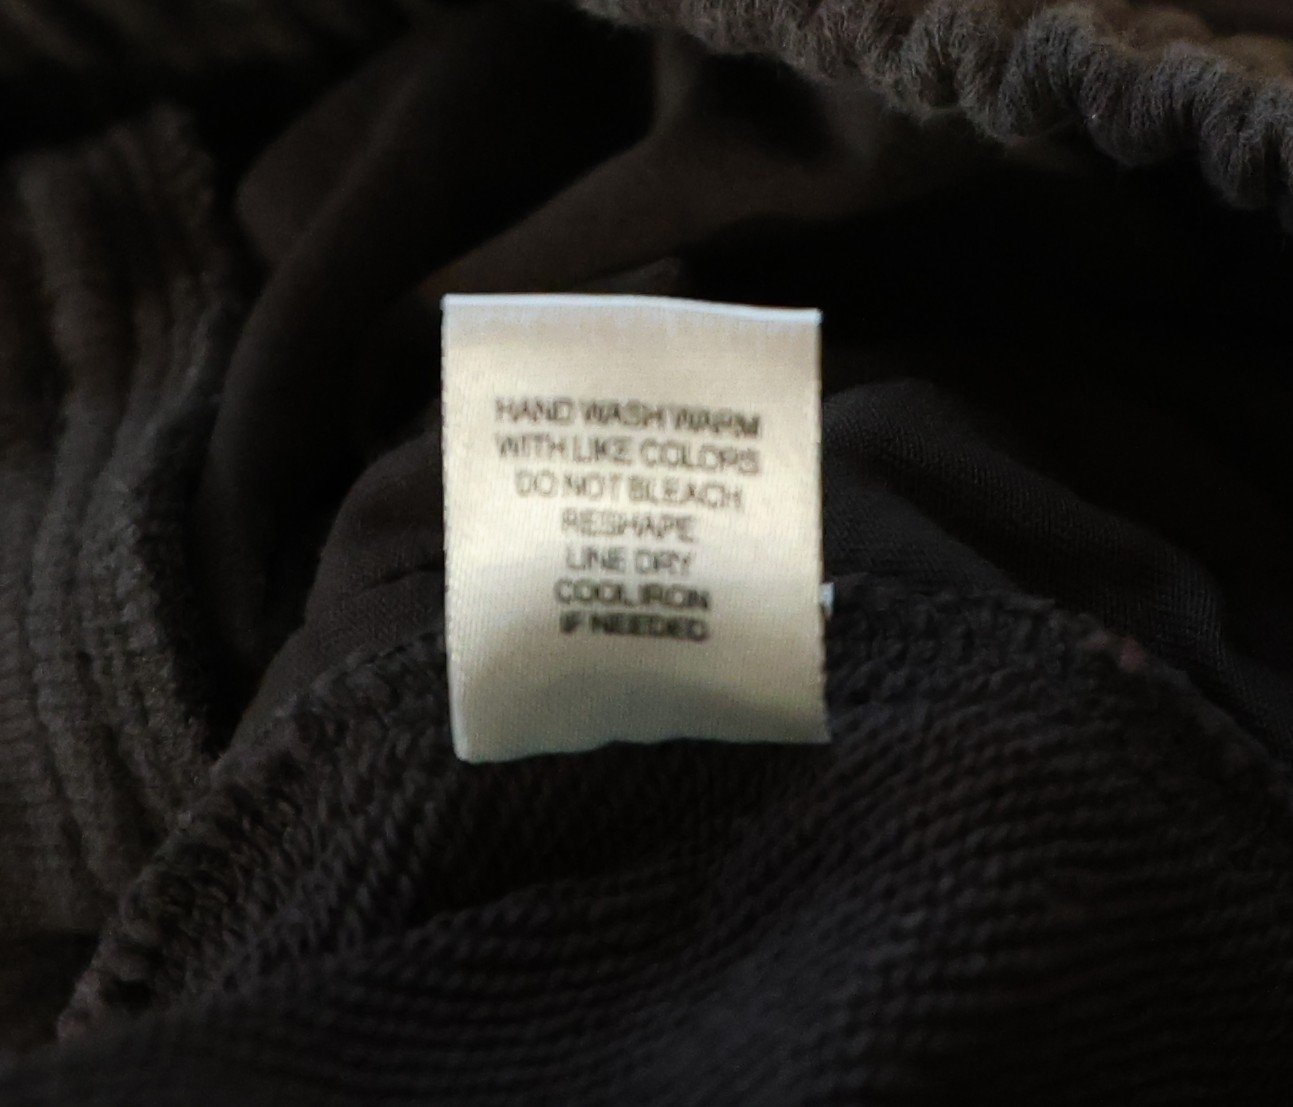 HAND WASH WARM
WITH LIKE COLORS
DO NOT BLEACH
RESHAPE
LINE DRY
COOL IRON
IF NEEDED